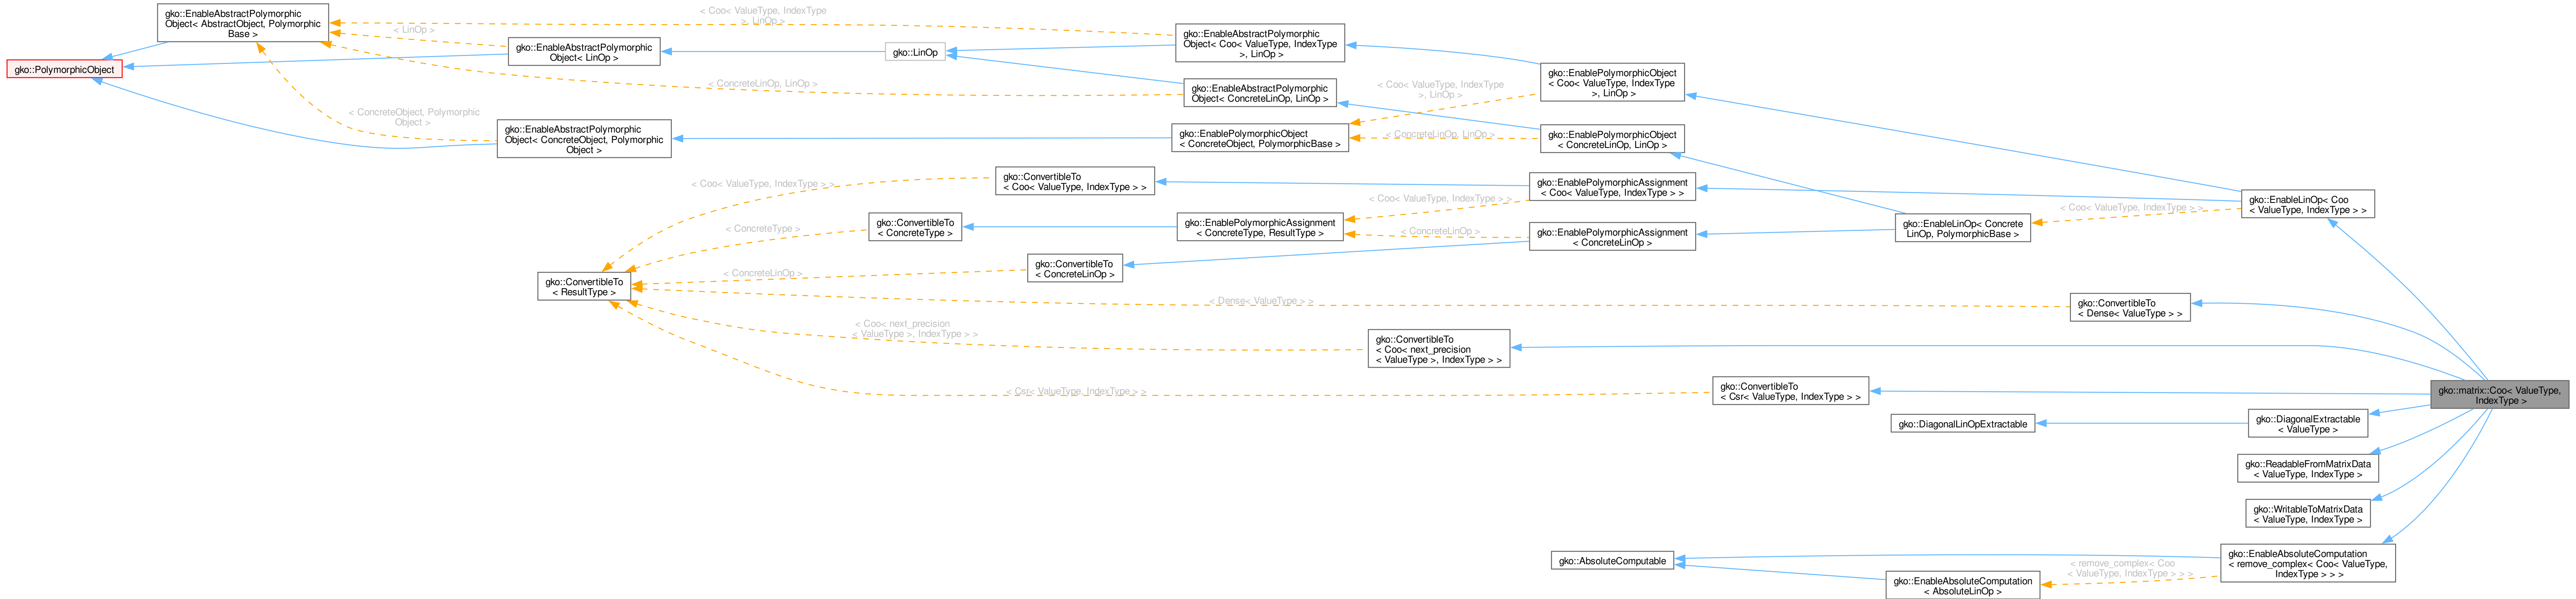 gko::EnableAbstractPolymorphic
Object< AbstractObject, Polymorphic
Base >
< Coo< ValueType, IndexType
>, LinOp >
< LinOp >
gko::EnableAbstractPolymorphic
Object< LinOp >
gko::LinOp
gko::EnableAbstractPolymorphic
Object< Coo< ValueType, IndexType
>, LinOp >
gko::PolymorphicObject
< ConcreteLinOp, LinOp >
gko::EnableAbstractPolymorphic
Object< ConcreteLinOp, LinOp >
< Coo< ValueType, IndexType
>, LinOp >
gko::EnablePolymorphicObject
< Coo< ValueType, IndexType
>, LinOp >
< ConcreteObject, Polymorphic
Object >
gko::EnableAbstractPolymorphic
Object< ConcreteObject, Polymorphic
Object >
gko::EnablePolymorphicObject
< ConcreteObject, PolymorphicBase >
< ConcreteLinOp, LinOp >
gko::EnablePolymorphicObject
< ConcreteLinOp, LinOp >
< Coo< ValueType, IndexType > >
gko::ConvertibleTo
< Coo< ValueType, IndexType > >
gko::EnablePolymorphicAssignment
< Coo< ValueType, IndexType > >
< Coo< ValueType, IndexType > >
< ConcreteType >
gko::ConvertibleTo
< ConcreteType >
gko::EnablePolymorphicAssignment
< ConcreteType, ResultType >
< ConcreteLinOp >
gko::EnablePolymorphicAssignment
< ConcreteLinOp >
gko::EnableLinOp< Concrete
LinOp, PolymorphicBase >
< Coo< ValueType, IndexType > >
gko::EnableLinOp< Coo
< ValueType, IndexType > >
gko::ConvertibleTo
< ResultType >
< ConcreteLinOp >
gko::ConvertibleTo
< ConcreteLinOp >
< Dense< ValueType > >
gko::ConvertibleTo
< Dense< ValueType > >
< Coo< next_precision
< ValueType >, IndexType > >
gko::ConvertibleTo
< Coo< next_precision
< ValueType >, IndexType > >
< Csr< ValueType, IndexType > >
gko::ConvertibleTo
< Csr< ValueType, IndexType > >
gko::matrix::Coo< ValueType,
IndexType >
gko::DiagonalLinOpExtractable
gko::DiagonalExtractable
< ValueType >
gko::ReadableFromMatrixData
< ValueType, IndexType >
gko::WritableToMatrixData
< ValueType, IndexType >
gko::AbsoluteComputable
gko::EnableAbsoluteComputation
< AbsoluteLinOp >
< remove_complex< Coo
< ValueType, IndexType > > >
gko::EnableAbsoluteComputation
< remove_complex< Coo< ValueType,
IndexType > > >